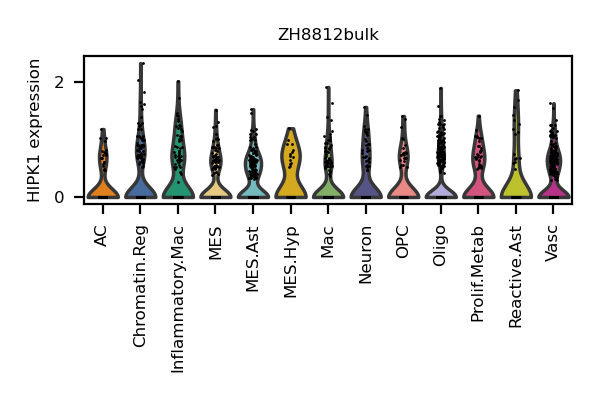 ZH8812bulk
HIPK1 expression
2
0
AC
Chromatin.Reg
Inflammatory.Mac
MES
MES.Ast
MES.Hyp
Mac
Neuron
OPC
Oligo
Prolif.Metab
Reactive.Ast
Vasc